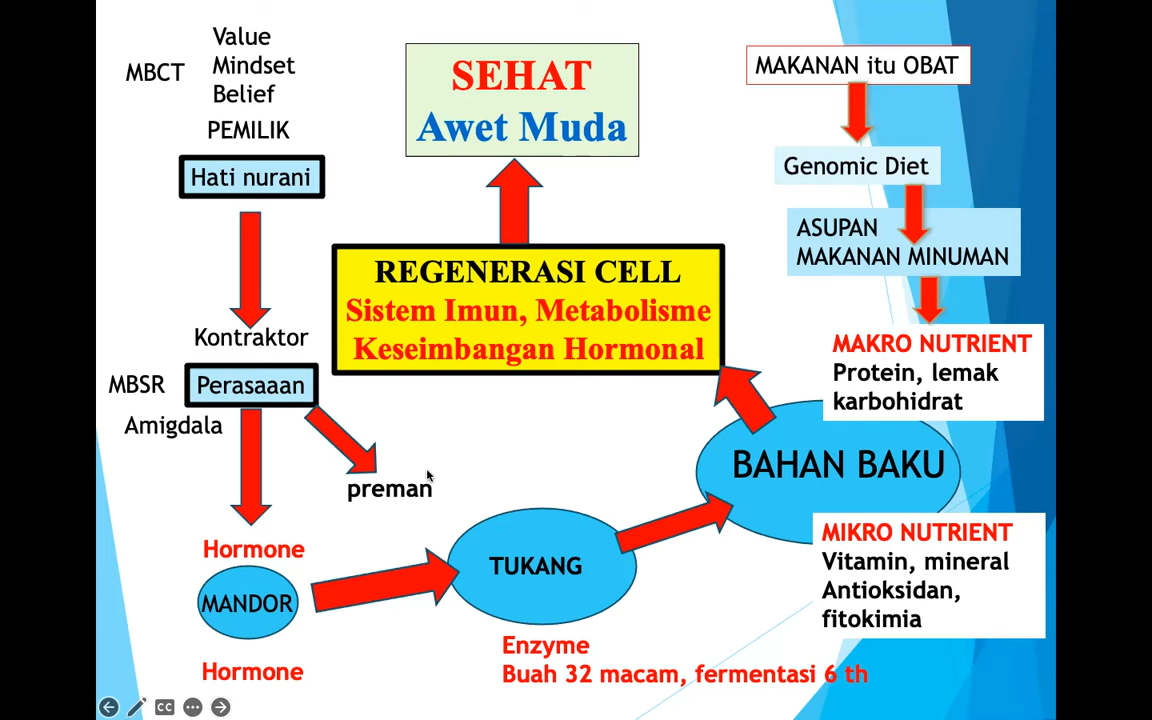 Value
MBCT
Mindset
Belief
PEMILIK
Hati nurani
Kontraktor
MBSR
Perasaaan
Amigdala
preman
Hormone
MANDOR
Hormone
SEHAT
Awet Muda
REGENERASI CELL
Sistem Imun, Metabolisme
Keseimbangan Hormonal
TUKANG
Enzyme
Buah 32 macam, fermentasi 6 th
MAKANAN itu OBAT
Genomic Diet
ASUPAN
MAKANAN MINUMAN
MAKRO NUTRIENT
Protein, lemak
karbohidrat
BAHAN BAKU
MIKRO NUTRIENT
Vitamin, mineral
Antioksidan,
fitokimia
CC